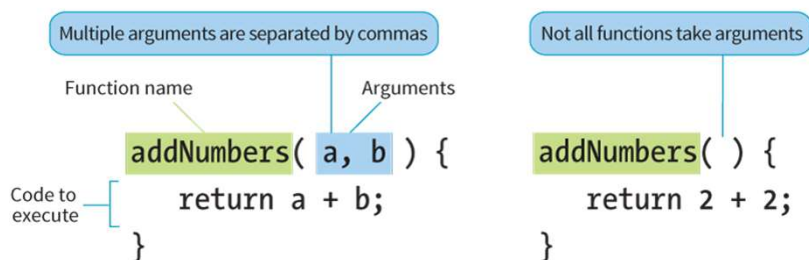 Multiple arguments are separated by commas
Not all functions take arguments
Function name
Arguments
addNumbers( a, b ) {
return a + b;
}
Code to
execute
addNumbers( ) {
return 2 + 2;
}